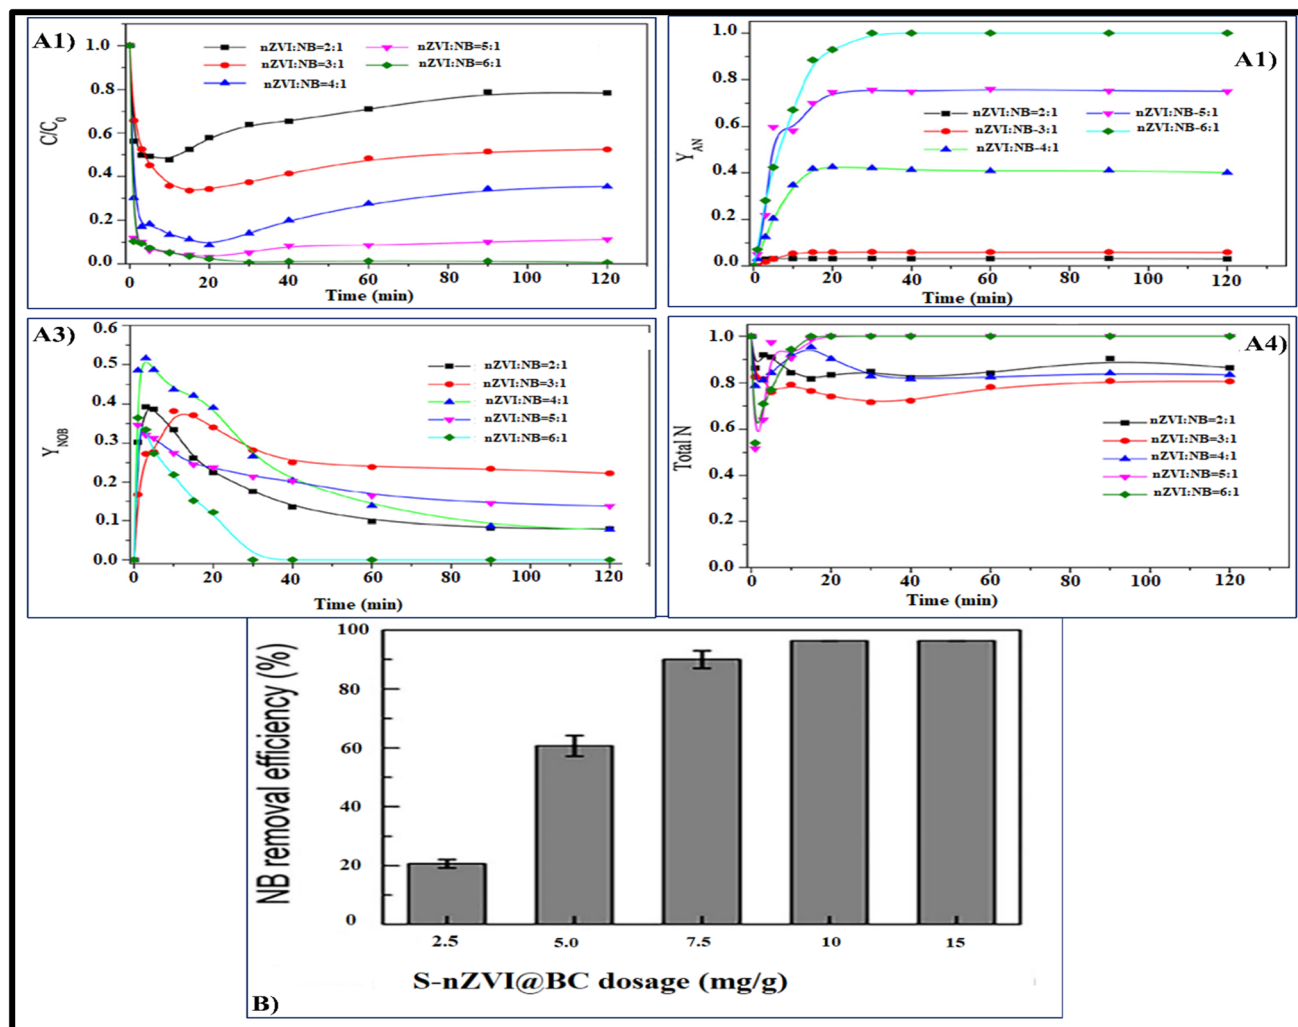 A1)
nZVI:NB=2:1
nZVI:NB=5:1
nZVI:NB=3:1
nZVI:NB=6:1
nZVI:NB=4:1
C/C0
1.0
0.8
0.6
0.4
0.2
0.0
0 20 40 60 80 100 120
Time (min)
A1)
nZVI:NB=2:1
nZVI:NB-5:1
nZVI:NB-3:1
nZVI:NB-6:1
nZVI:NB-4:1
YAN
1.0
0.8
0.6
0.4
0.2
0.0
0 20 40 60 80 100 120
Time (min)
A3)
nZVI:NB=2:1
nZVI:NB=3:1
nZVI:NB=4:1
nZVI:NB=5:1
nZVI:NB=6:1
YNOB
0.6
0.5
0.4
0.3
0.2
0.1
0.0
0 20 40 60 80 100 120
Time (min)
A4)
nZVI:NB=2:1
nZVI:NB=3:1
nZVI:NB=4:1
nZVI:NB=5:1
nZVI:NB=6:1
Total N
1.0
0.8
0.6
0.4
0.2
0.0
0 20 40 60 80 100 120
Time (min)
NB removal efficiency (%)
100
80
60
40
20
0
2.5 5.0 7.5 10 15
S-nZVI@BC dosage (mg/g)
B)